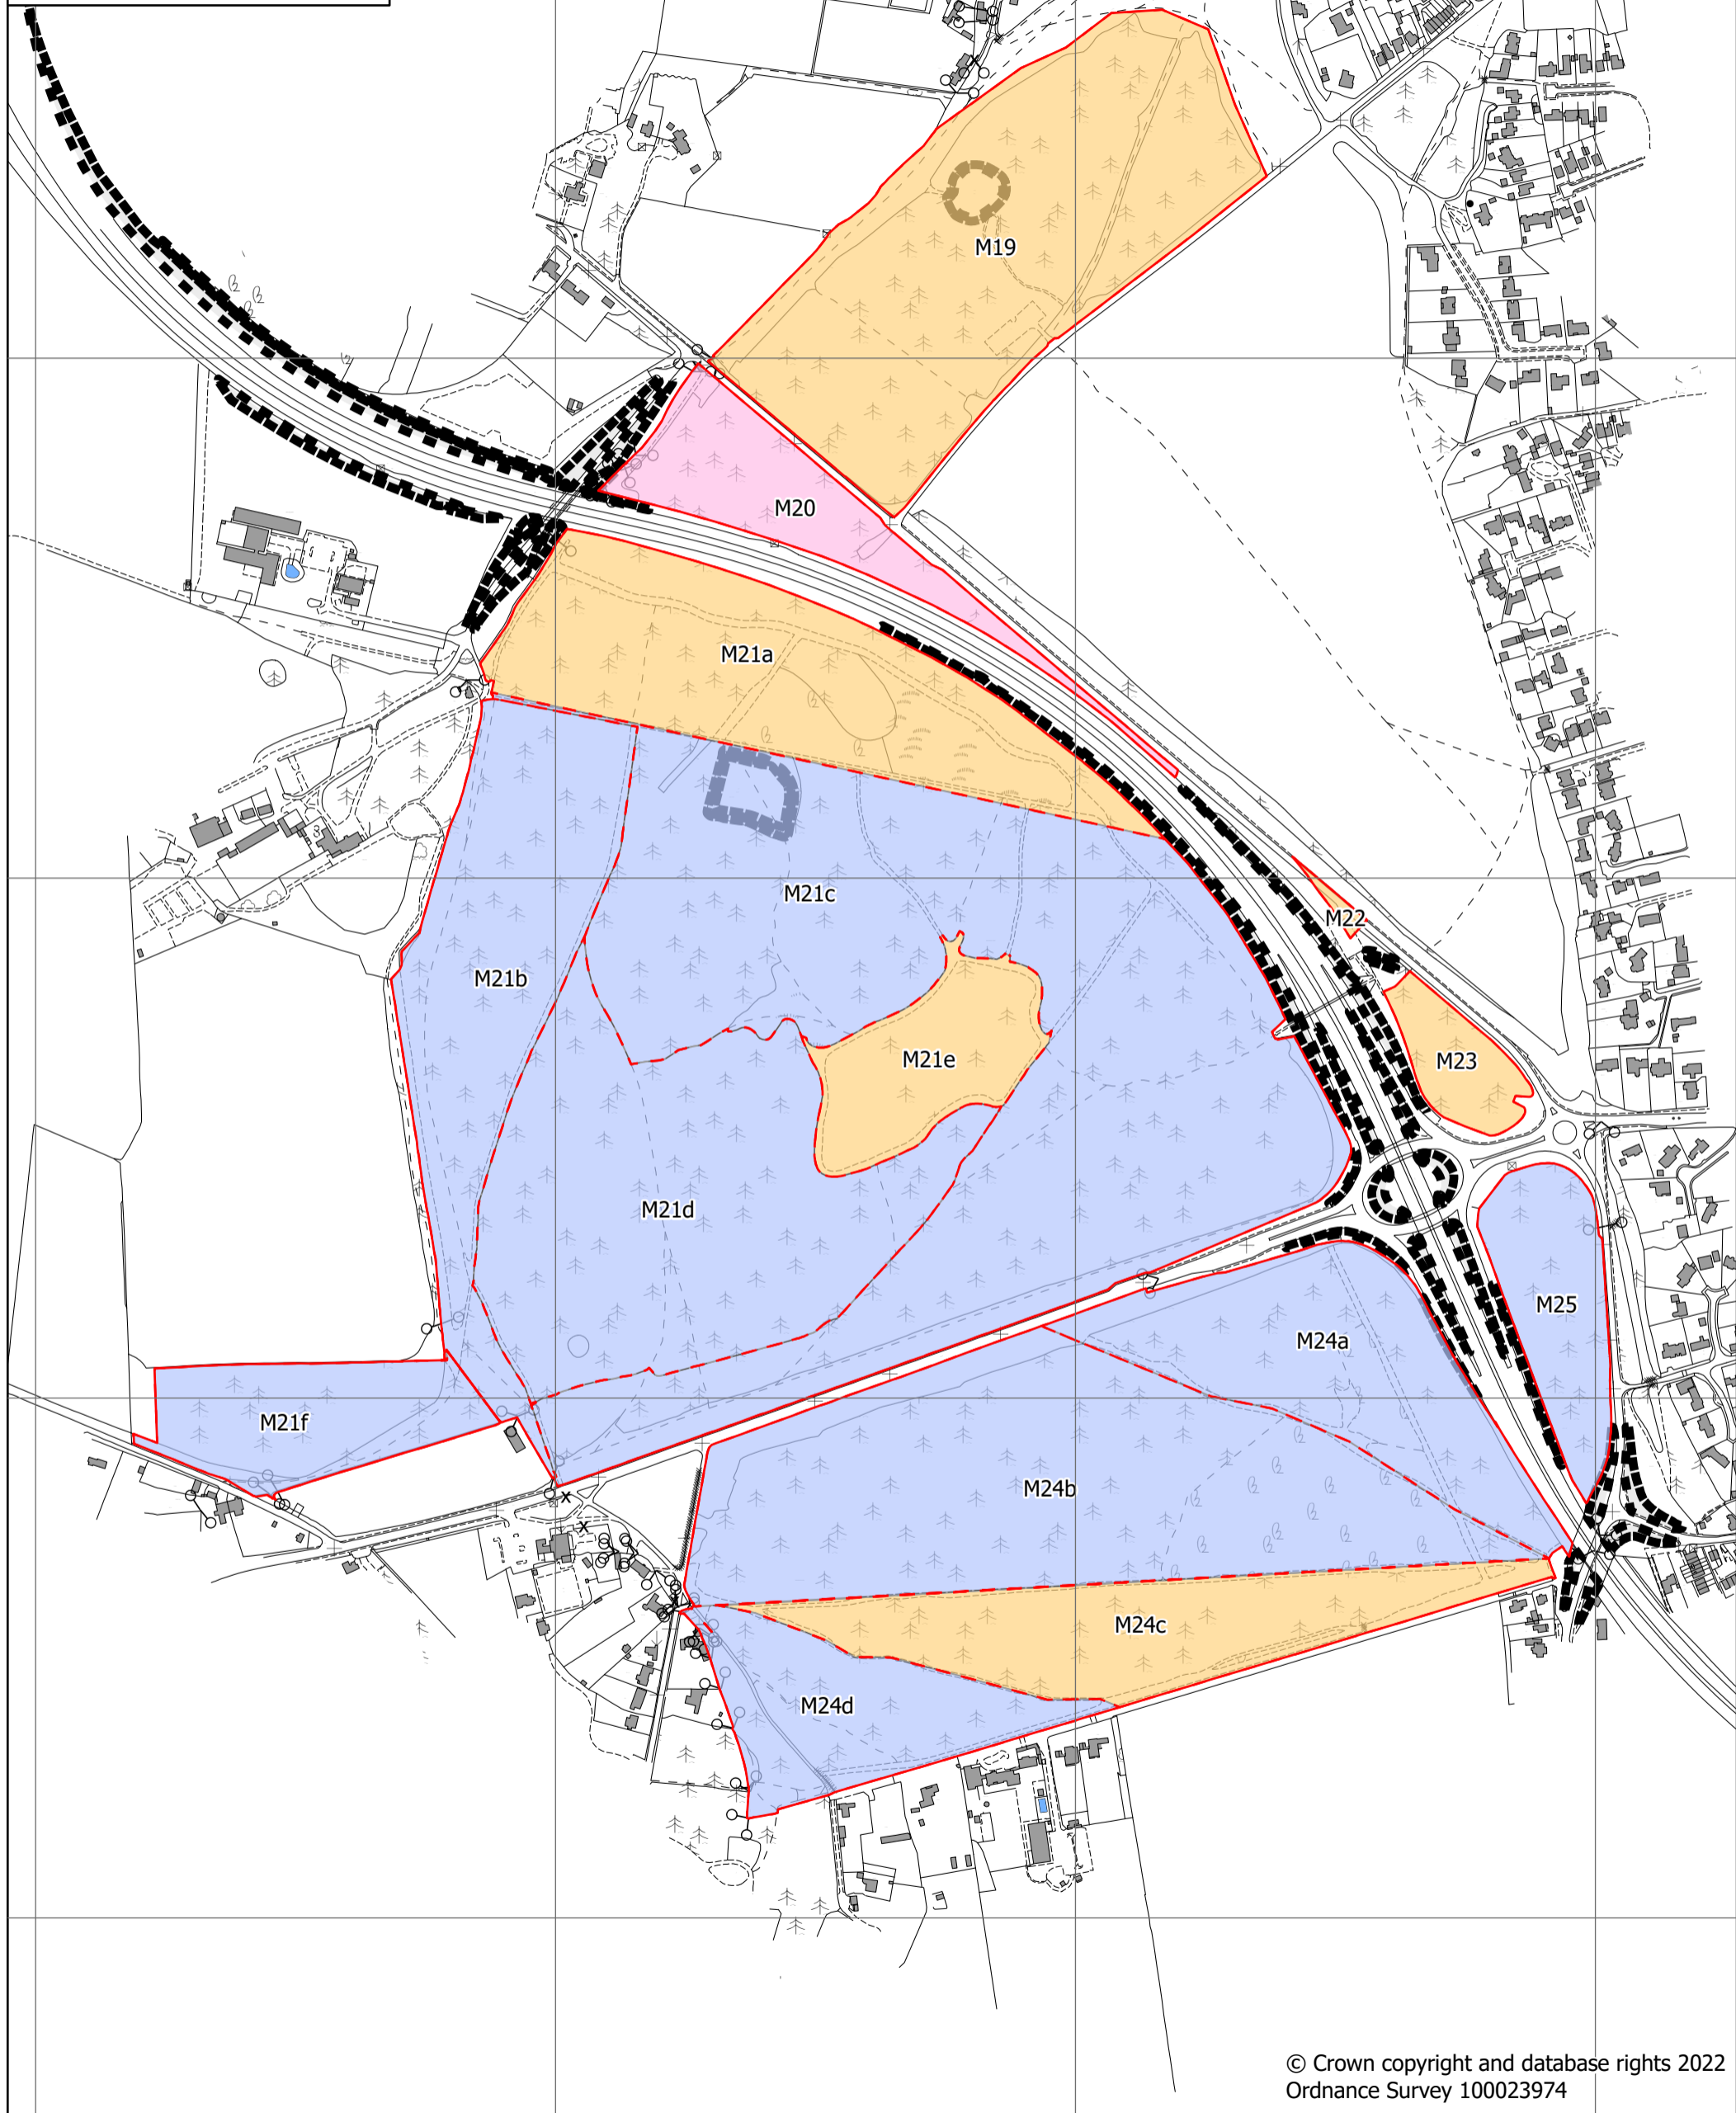 M19
M20
M21a
M21c
M22
M21b
M21e
M23
M21d
M25
M24a
M21f
M24b
M24c
M24d
© Crown copyright and database rights 2022
Ordnance Survey 100023974